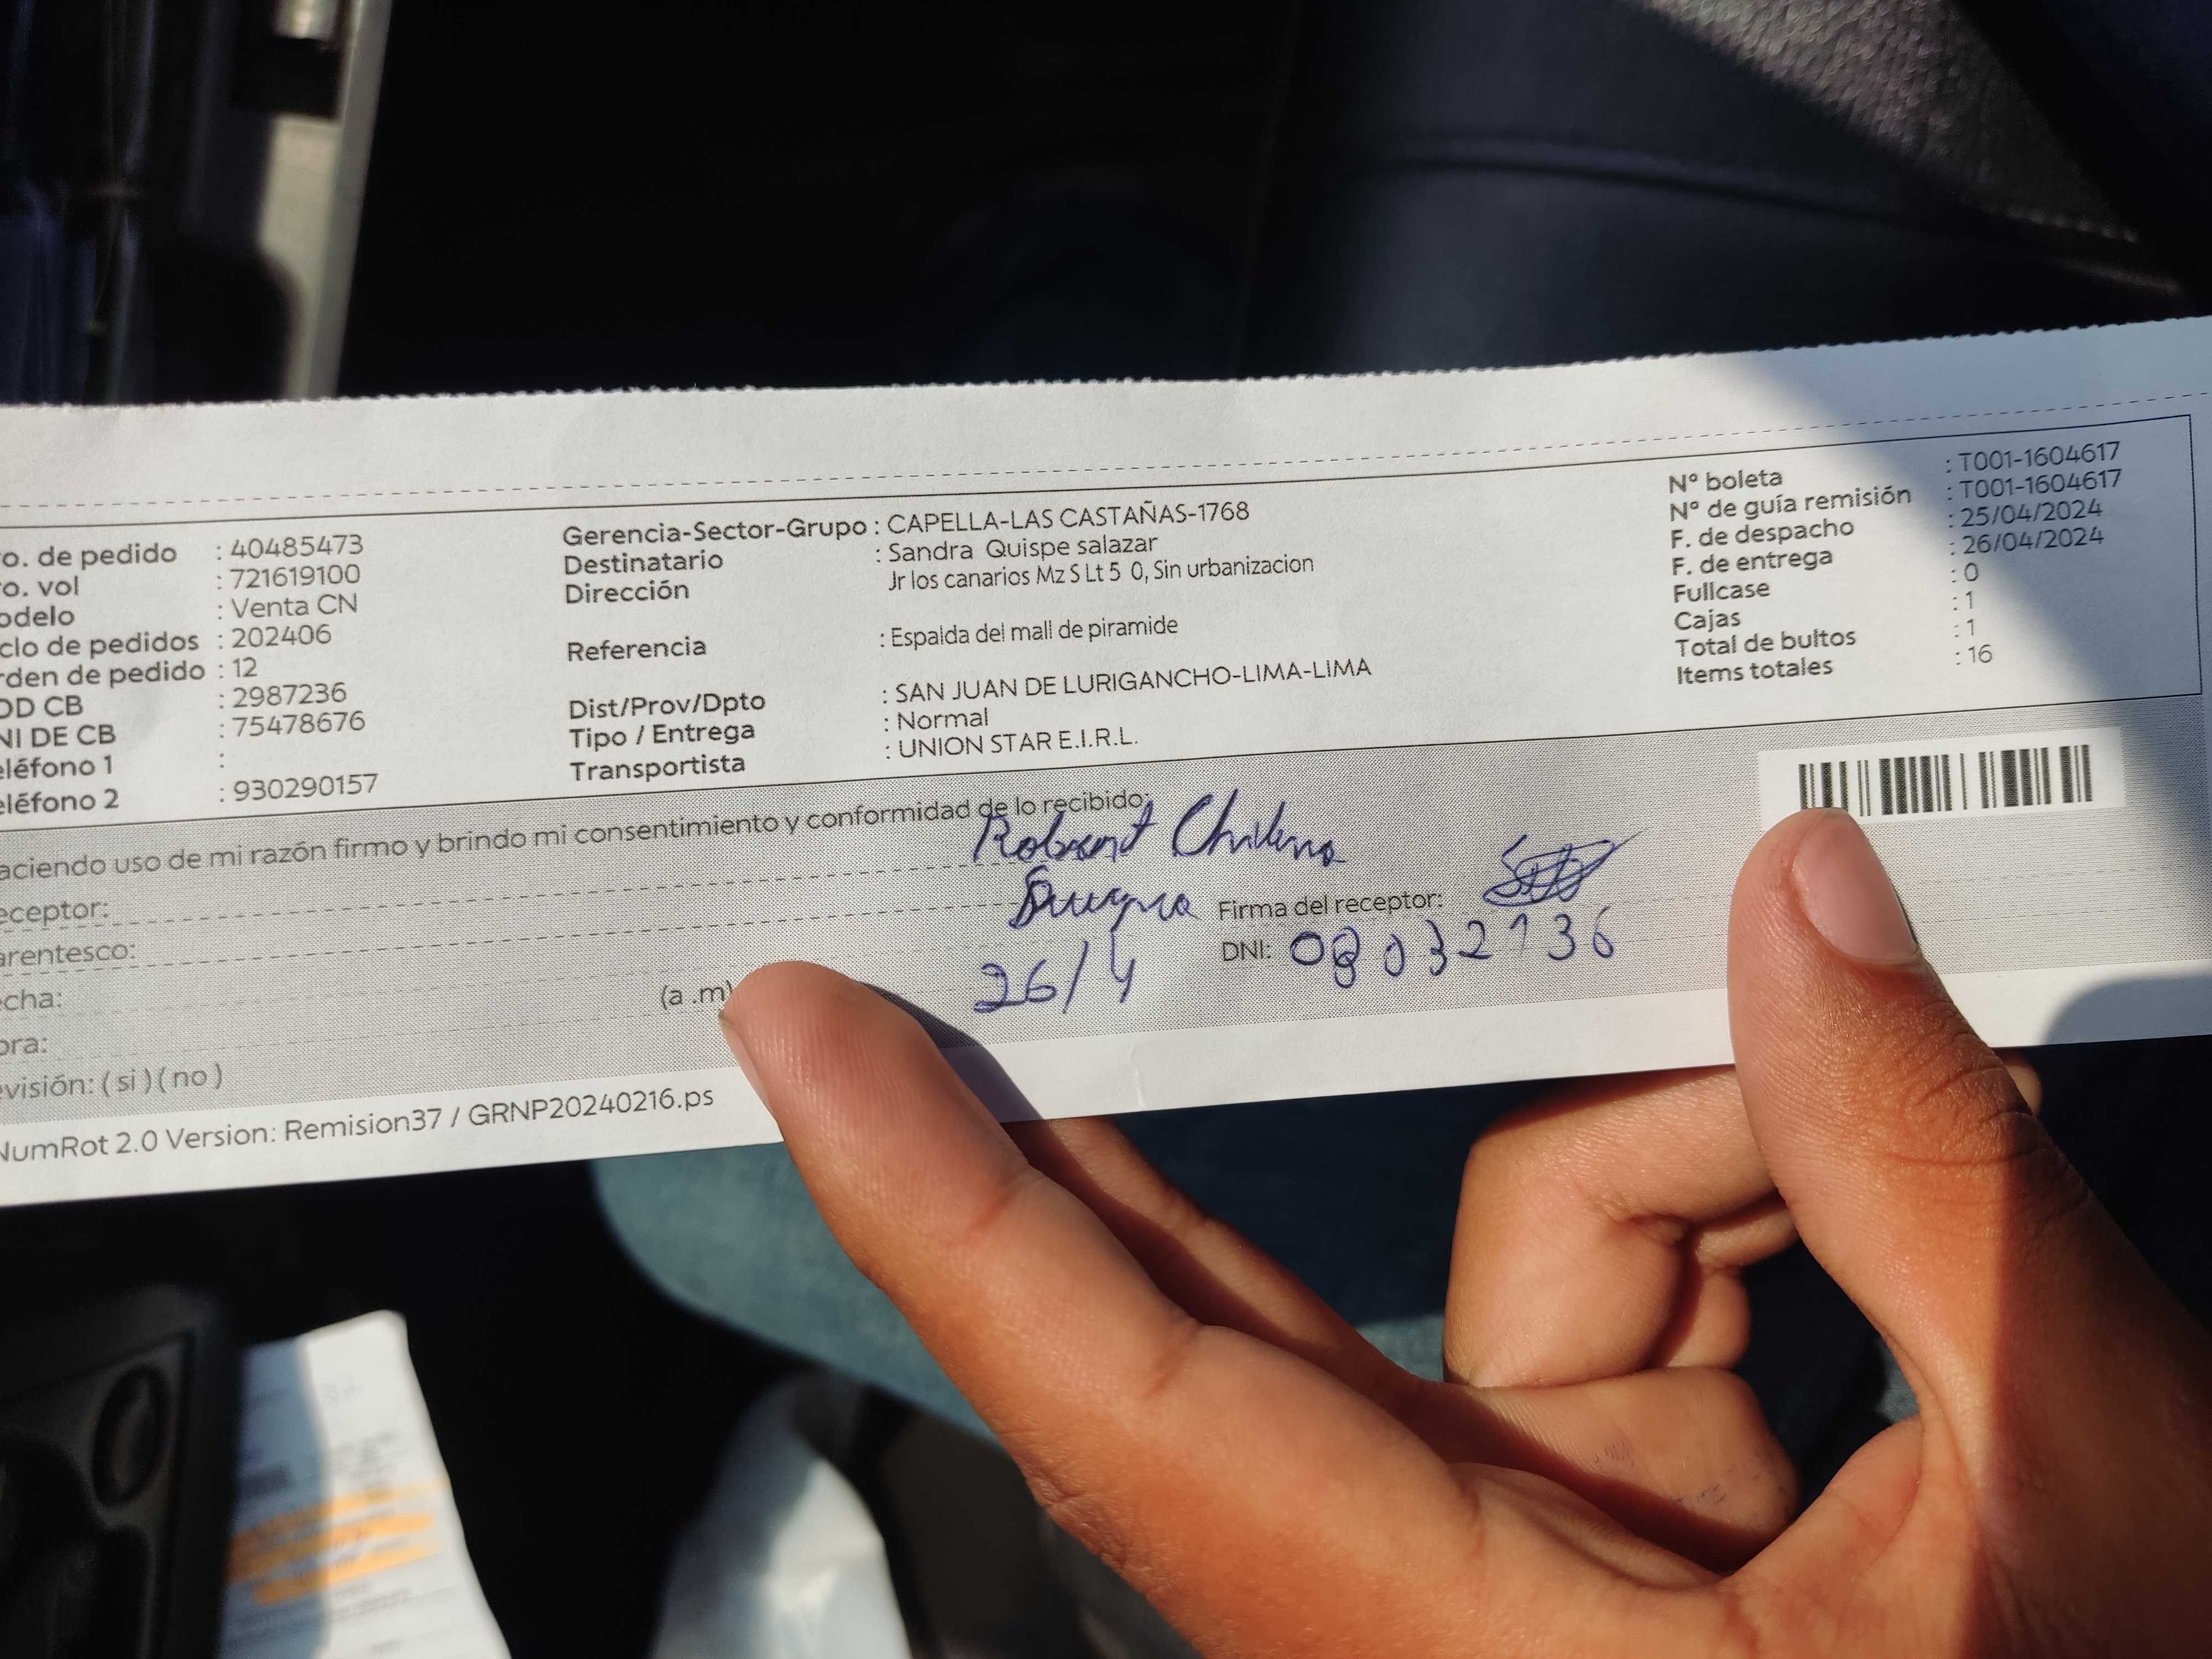 ro. de pedido : 40485473
ro. vol : 721619100
odelo : Venta CN
clo de pedidos : 202406
rden de pedido : 12
OD CB : 2987236
NI DE CB : 75478676
eléfono 1 :
eléfono 2 : 930290157
Gerencia-Sector-Grupo : CAPELLA-LAS CASTAÑAS-1768
Destinatario : Sandra Quispe salazar
Dirección Jr los canarios Mz S Lt 5 0, Sin urbanizacion
Referencia : Espalda del mall de piramide
Dist/Prov/Dpto : SAN JUAN DE LURIGANCHO-LIMA-LIMA
Tipo / Entrega : Normal
Transportista : UNION STAR E.I.R.L.
N° boleta : T001-1604617
N° de guía remisión : T001-1604617
F. de despacho : 25/04/2024
F. de entrega : 26/04/2024
Fullcase : 0
Cajas : 1
Total de bultos : 1
Items totales : 16
aciendo uso de mi razón firmo y brindo mi consentimiento y conformidad de lo recibido:
eceptor:
arentesco: Firma del receptor:
echa: 26/4 DNI: 08032136
ora: (a .m)
evisión: ( si ) ( no )
NumRot 2.0 Version: Remision37 / GRNP20240216.ps